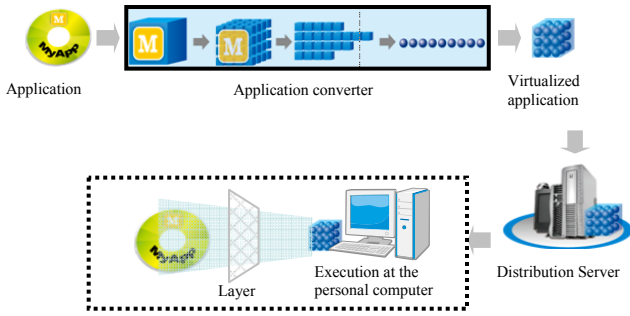 M
MyApp
M
M
Application
Application converter
Virtualized
application
M
MyApp
Layer
Execution at the
personal computer
Distribution Server